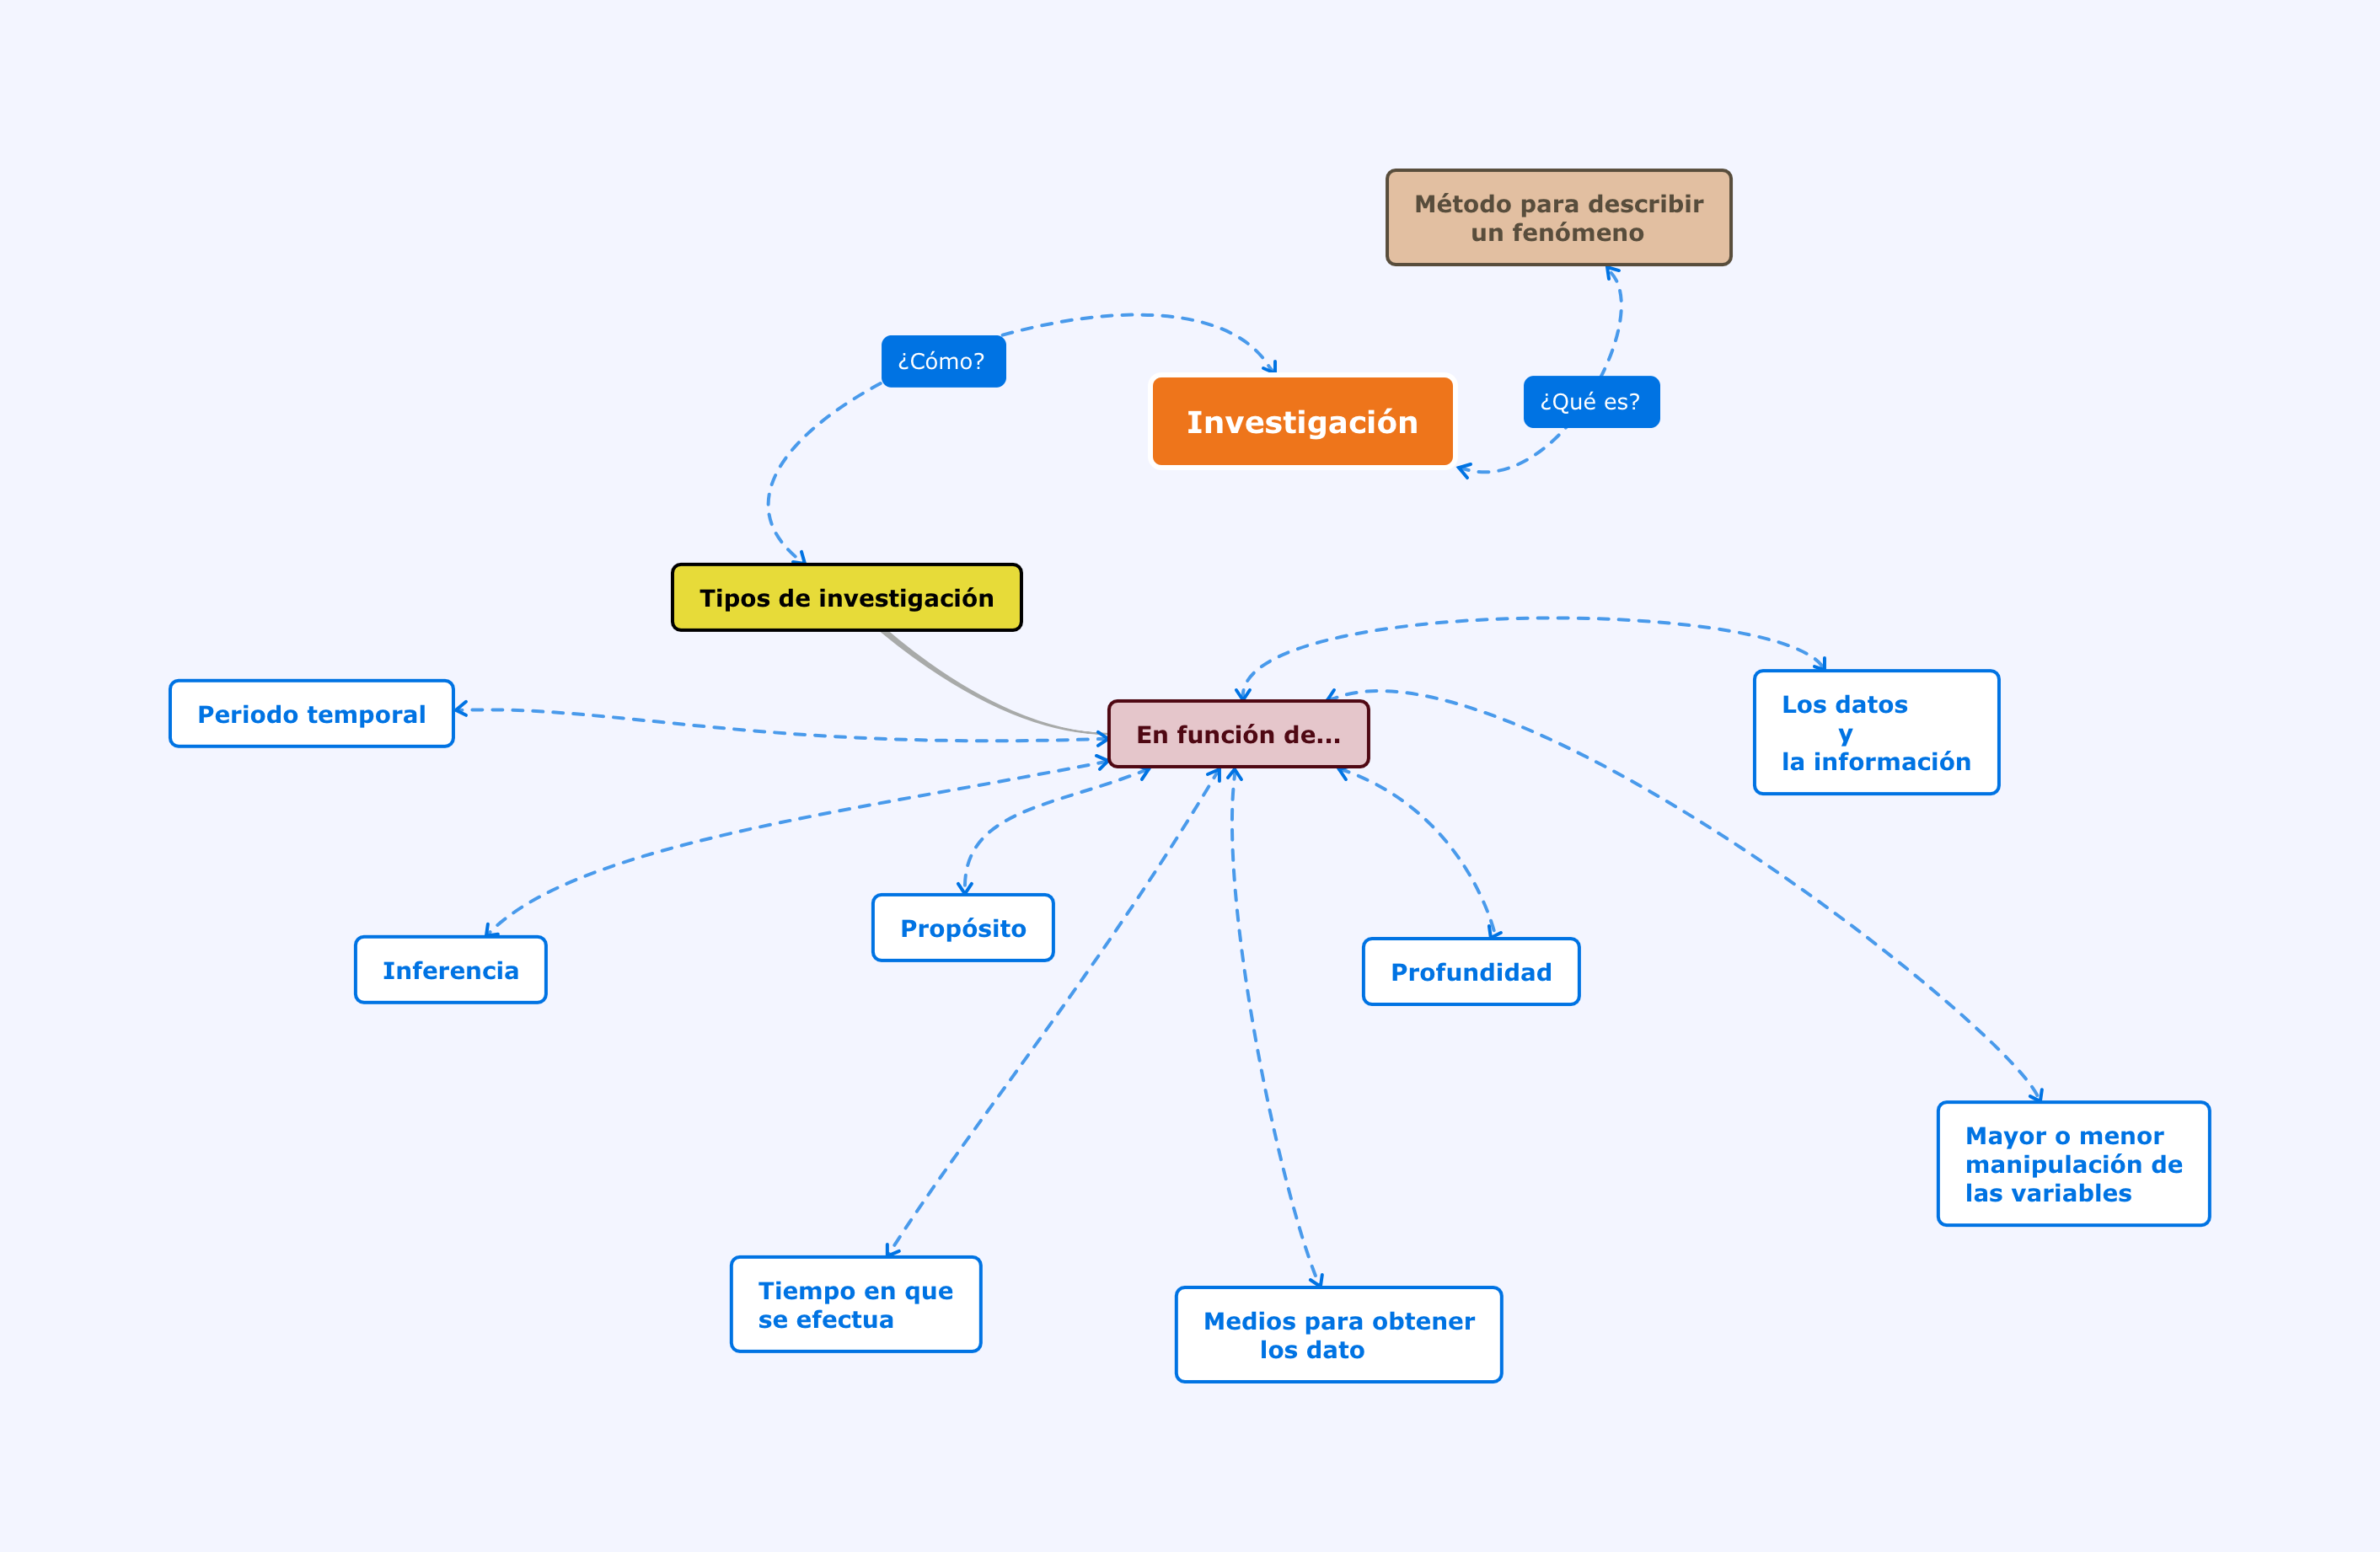 Método para describir
un fenómeno
¿Cómo?
¿Qué es?
Investigación
Tipos de investigación
Periodo temporal
En función de...
Los datos
y
la información
Inferencia
Propósito
Profundidad
Mayor o menor
manipulación de
las variables
Tiempo en que
se efectua
Medios para obtener
los dato